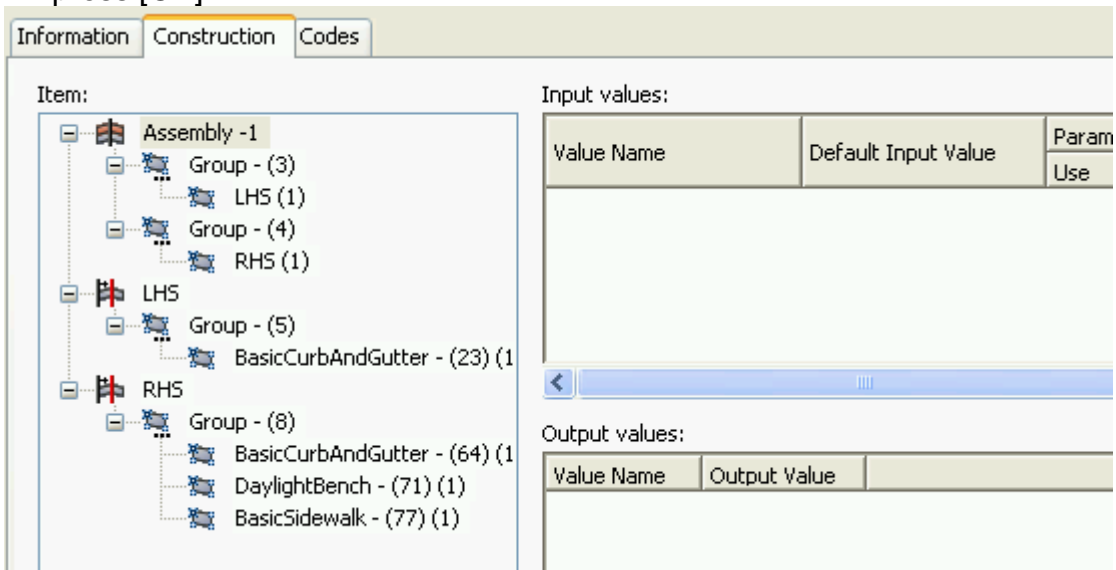 Information Construction Codes
Item:
Assembly -1
Group - (3)
LHS (1)
Group - (4)
RHS (1)
LHS
Group - (5)
BasicCurbAndGutter - (23) (1
RHS
Group - (8)
BasicCurbAndGutter - (64) (1
DaylightBench - (71) (1)
BasicSidewalk - (77) (1)
Input values:
Value Name Default Input Value Param
Use
Output values:
Value Name Output Value